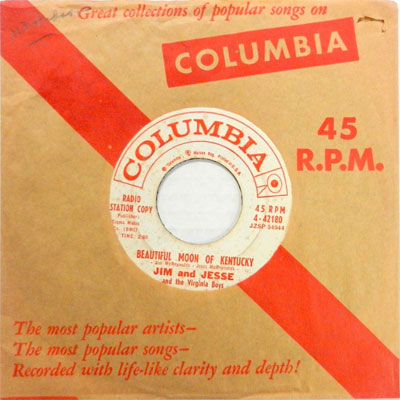 Great collections of popular songs on
COLUMBIA
45
R.P.M.
COLUMBIA
RADIO
STATION COPY
45 RPM
4-42180
JZSP 54944
BEAUTIFUL MOON OF KENTUCKY
JIM and JESSE
and the Virginia Boys
The most popular artists—
The most popular songs—
Recorded with life-like clarity and depth!